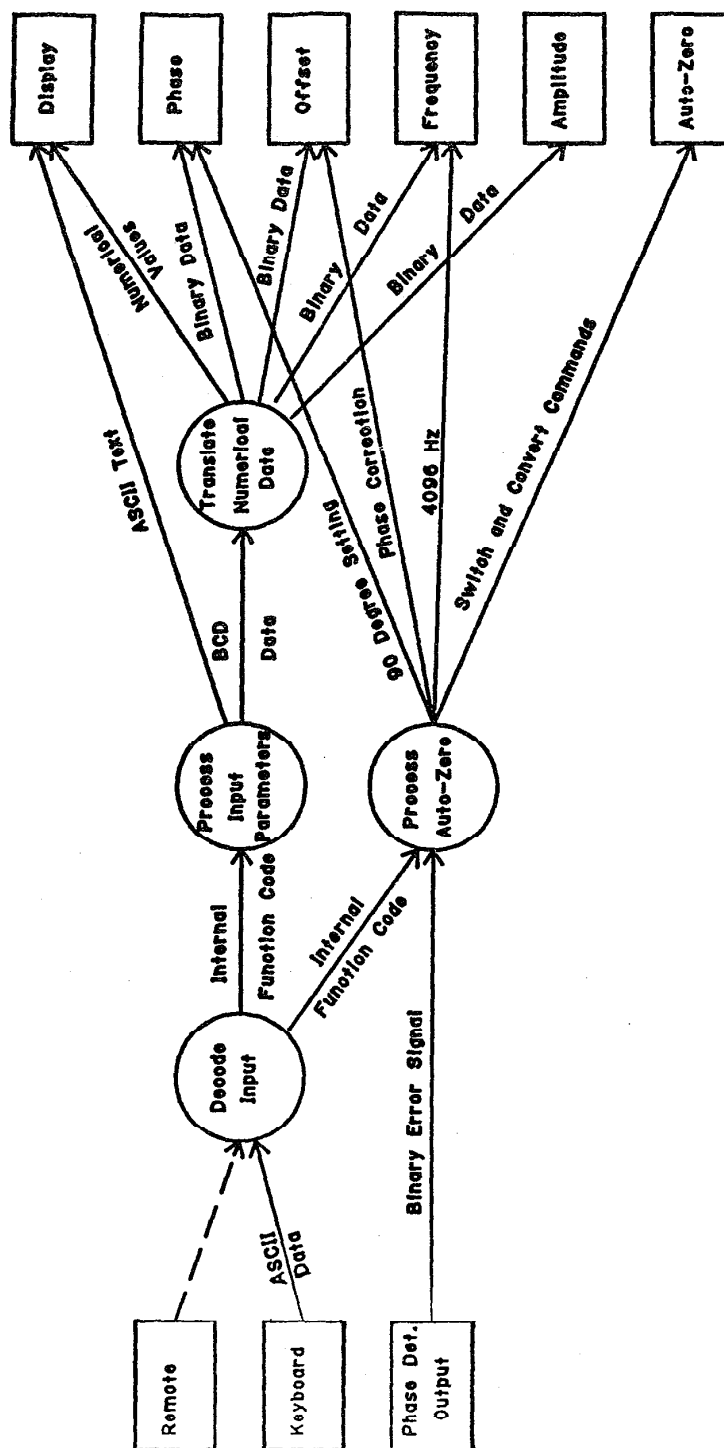 Remote
Keyboard
Phase Det.
Output
ASCII
Data
Decode
Input
Binary Error Signal
Internal
Function Code
Internal
Function Code
Process
Input
Parameters
Process
Auto-Zero
ASCII Text
BCD
Data
90 Degree Setting
Phase Correction
4096 Hz
Switch and Convert Commands
Translate
Numerical
Date
Numerical
Values
Binary Data
Binary Data
Binary Data
Binary Data
Display
Phase
Offset
Frequency
Amplitude
Auto-Zero